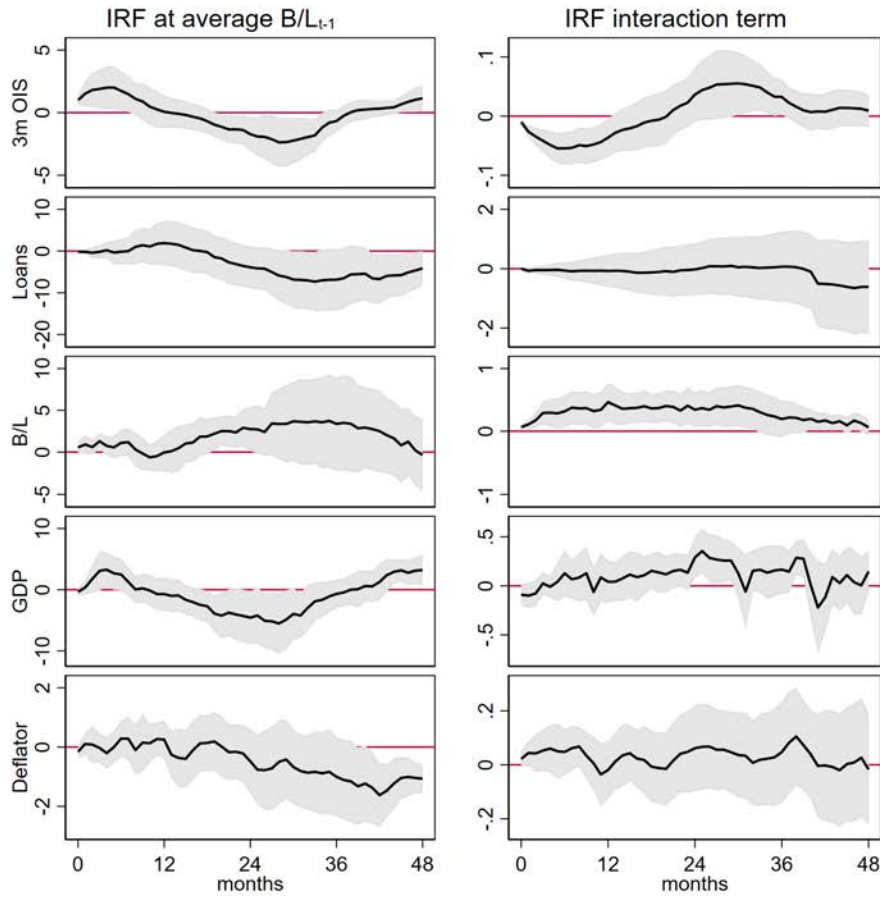 IRF at average B/Lt-1
IRF interaction term
3m OIS
5
0
-5
.1
0
-.1
Loans
10
0
-10
-20
2
0
-2
B/L
10
5
0
-5
1
0
-1
GDP
10
0
-10
.5
0
-.5
Deflator
2
0
-2
.2
0
-.2
0 12 24 36 48
0 12 24 36 48
months
months